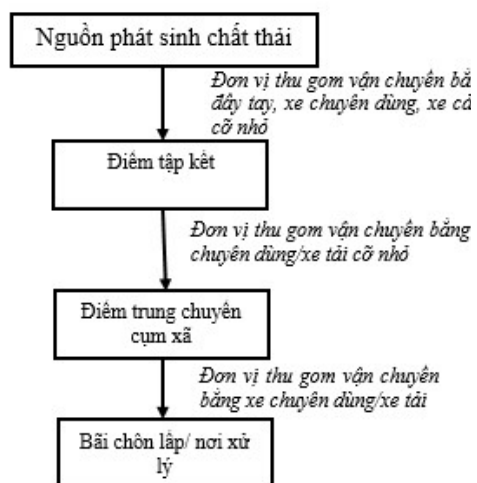 Nguồn phát sinh chất thải
Đơn vị thu gom vận chuyển
đẩy tay, xe chuyên dùng, xe
cỡ nhỏ
Điểm tập kết
Đơn vị thu gom vận chuyển bằng
chuyên dùng/xe tải cỡ nhỏ
Điểm trung chuyển
cụm xã
Đơn vị thu gom vận chuyển
bằng xe chuyên dùng/xe tải
Bãi chôn lấp/ nơi xử
lý